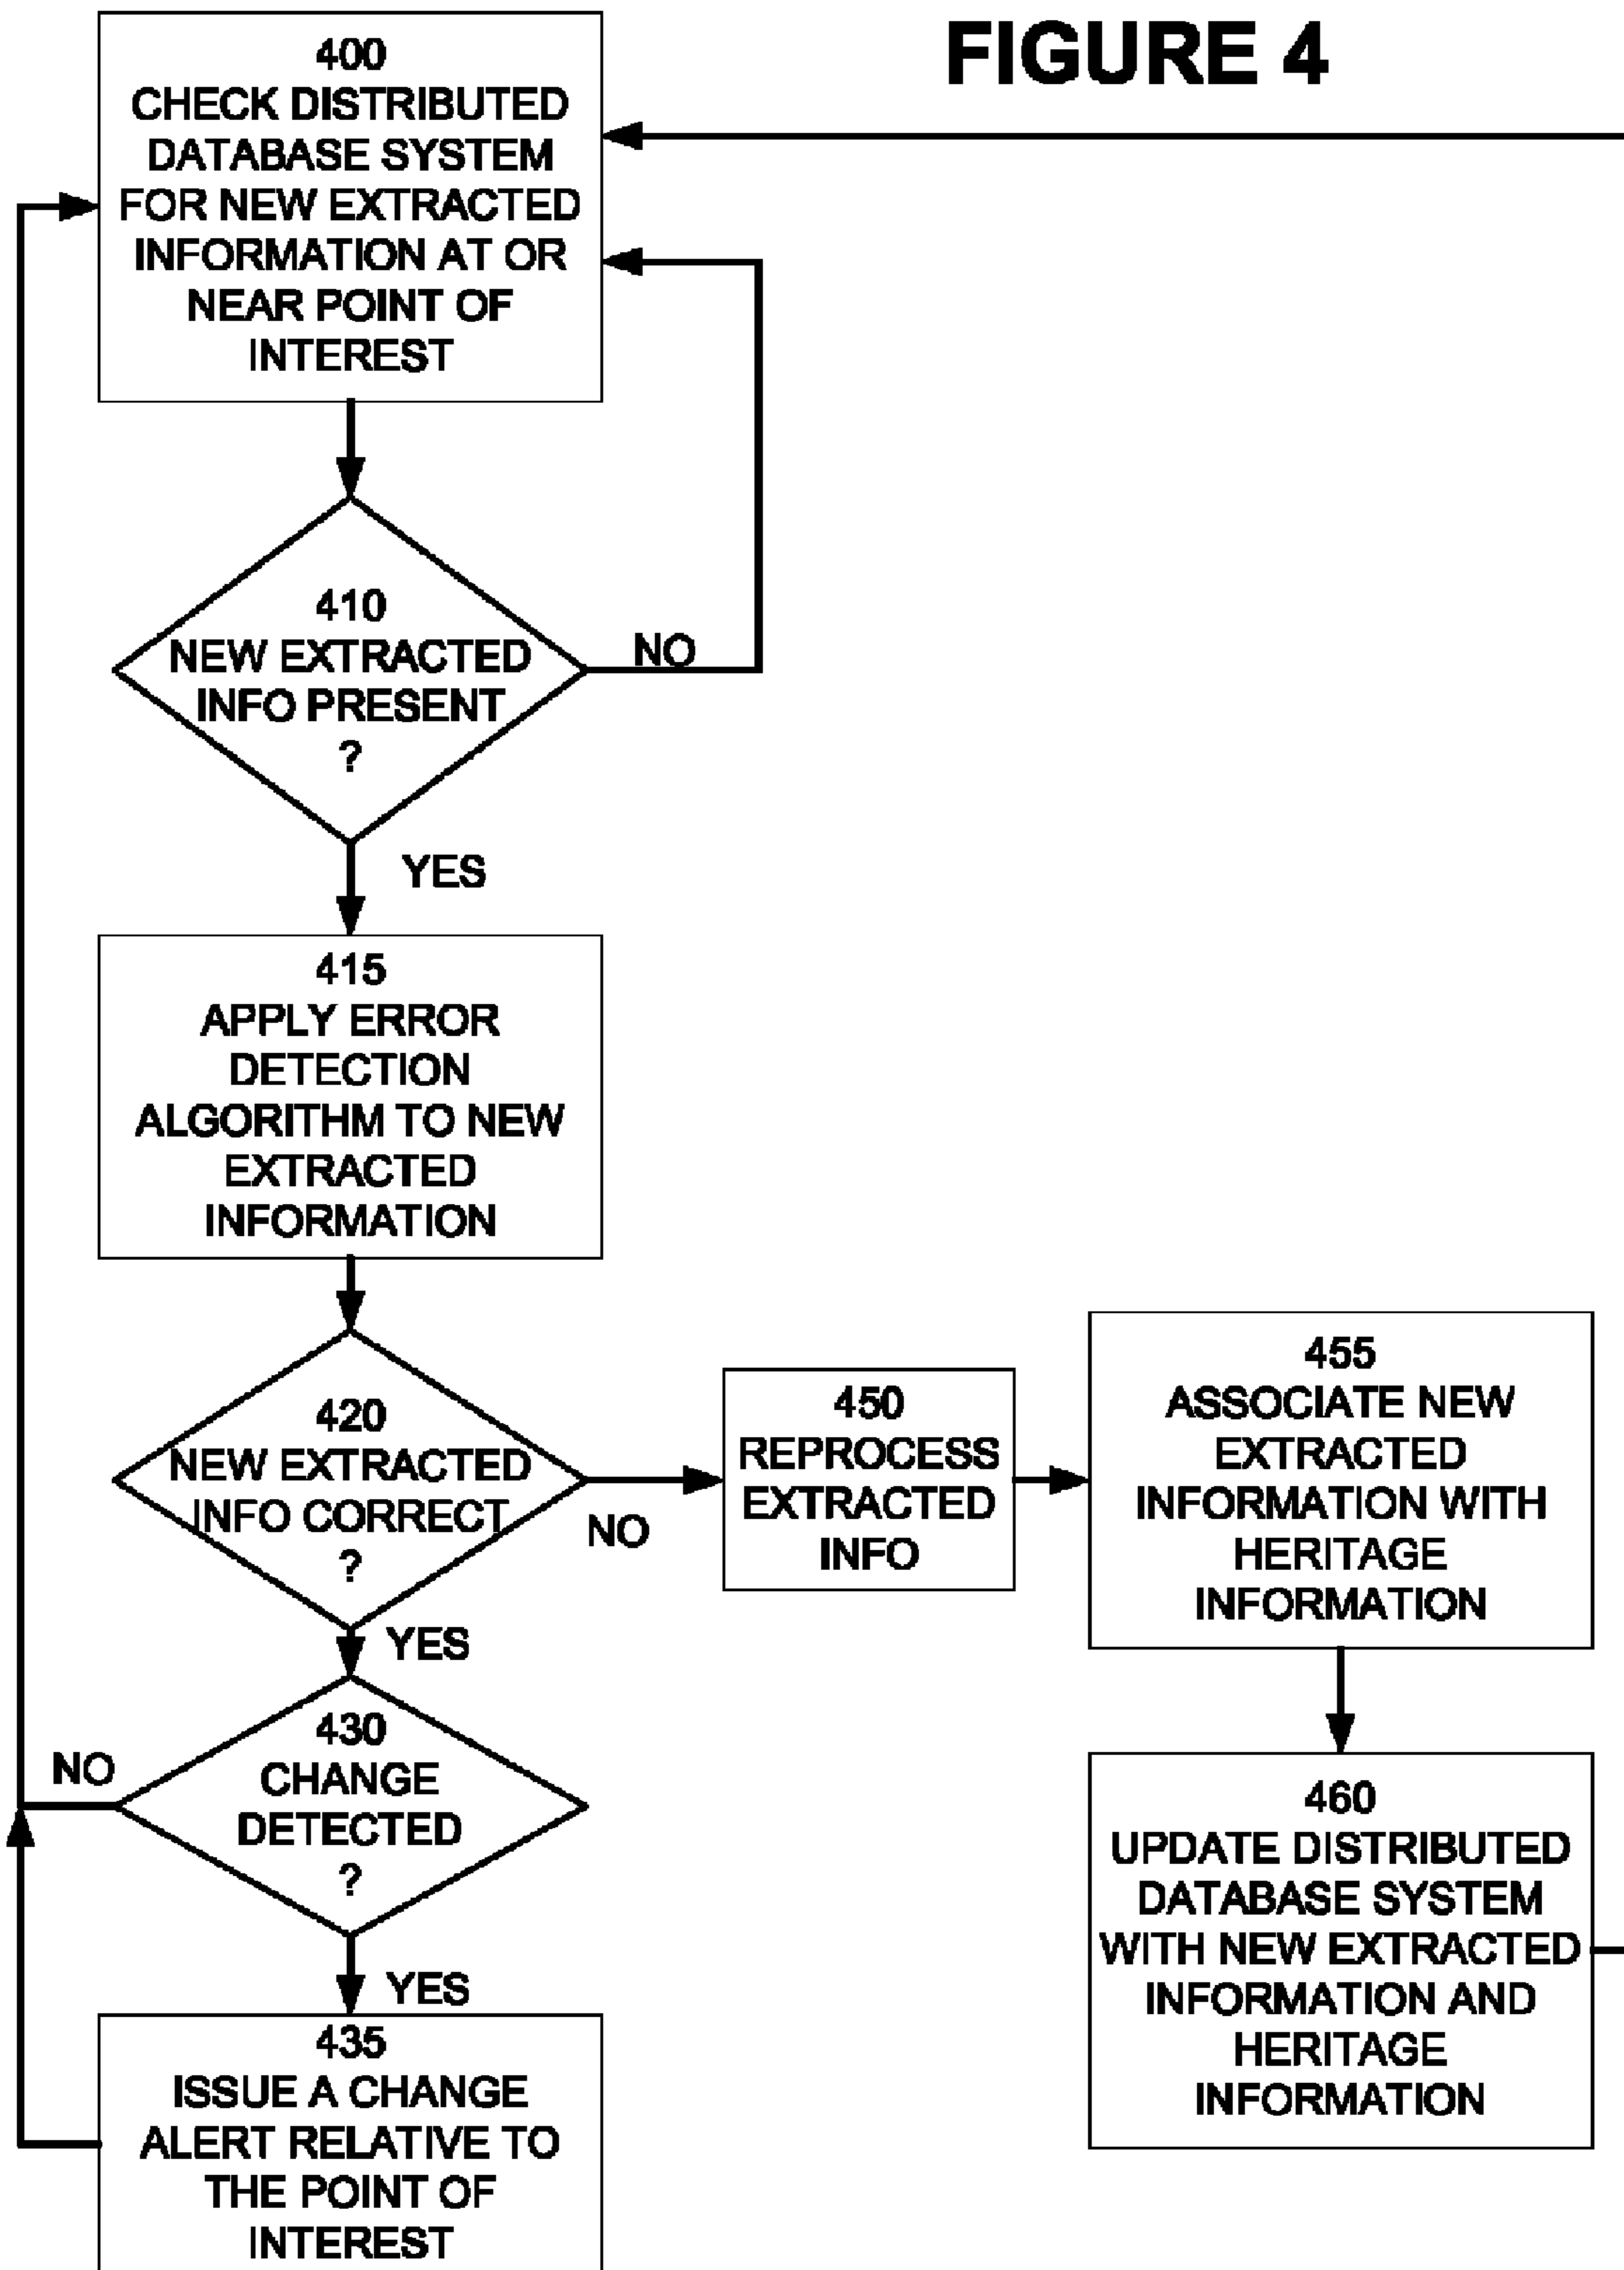 FIGURE 4
400
CHECK DISTRIBUTED
DATABASE SYSTEM
FOR NEW EXTRACTED
INFORMATION AT OR
NEAR POINT OF
INTEREST
410
NEW EXTRACTED
INFO PRESENT
?
NO
YES
415
APPLY ERROR
DETECTION
ALGORITHM TO NEW
EXTRACTED
INFORMATION
420
NEW EXTRACTED
INFO CORRECT
?
NO
YES
450
REPROCESS
EXTRACTED
INFO
455
ASSOCIATE NEW
EXTRACTED
INFORMATION WITH
HERITAGE
INFORMATION
430
CHANGE
DETECTED
?
NO
YES
460
UPDATE DISTRIBUTED
DATABASE SYSTEM
WITH NEW EXTRACTED
INFORMATION AND
HERITAGE
INFORMATION
435
ISSUE A CHANGE
ALERT RELATIVE TO
THE POINT OF
INTEREST